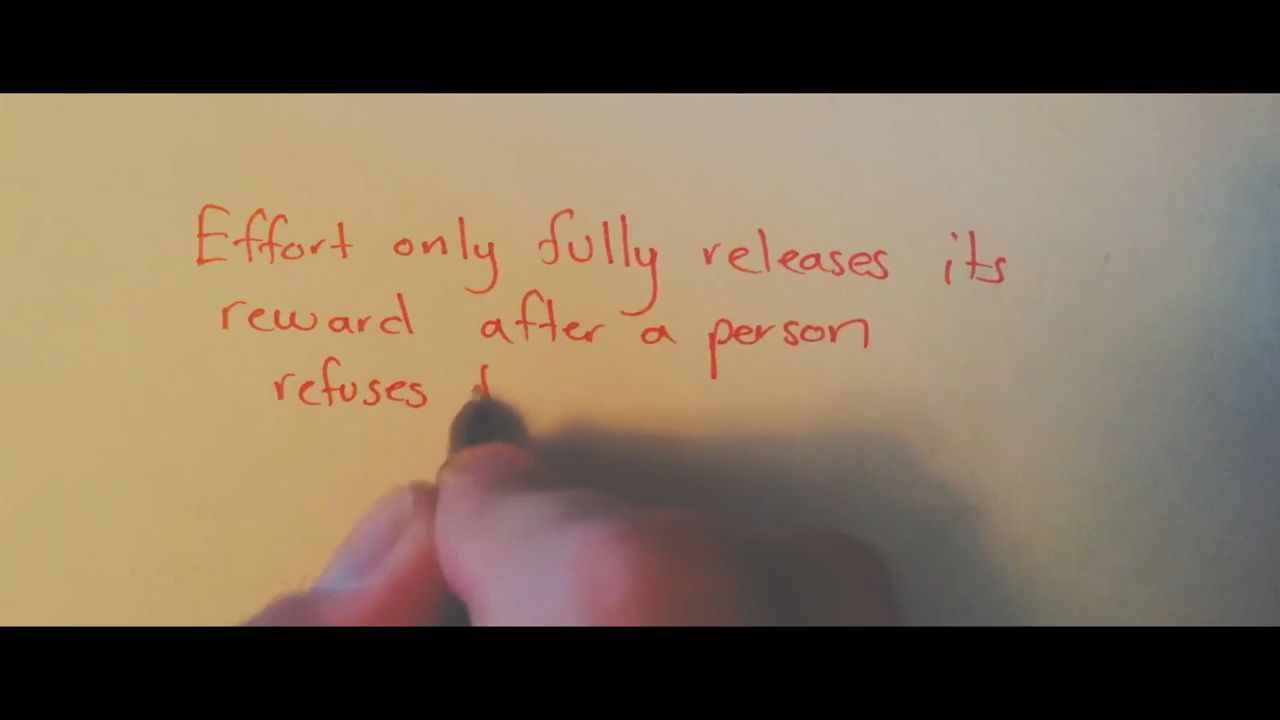 Effort only fully releases its
reward after a person
refuses